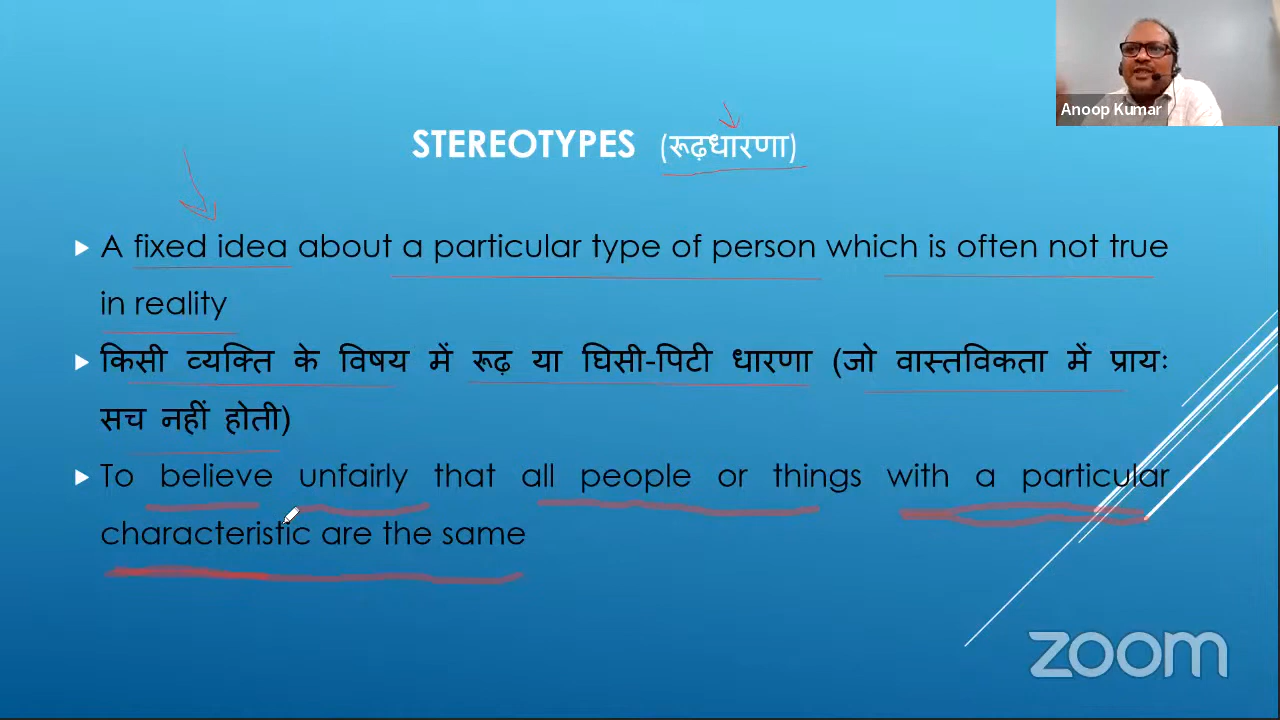 Anoop Kumar
STEREOTYPES (रूढ़धारणा)
A fixed idea about a particular type of person which is often not true
in reality
किसी व्यक्ति के विषय में रूढ़ या घिसी-पिटी धारणा (जो वास्तविकता में प्रायः
सच नहीं होती)
To believe unfairly that all people or things with a particular
characteristic are the same
zoom